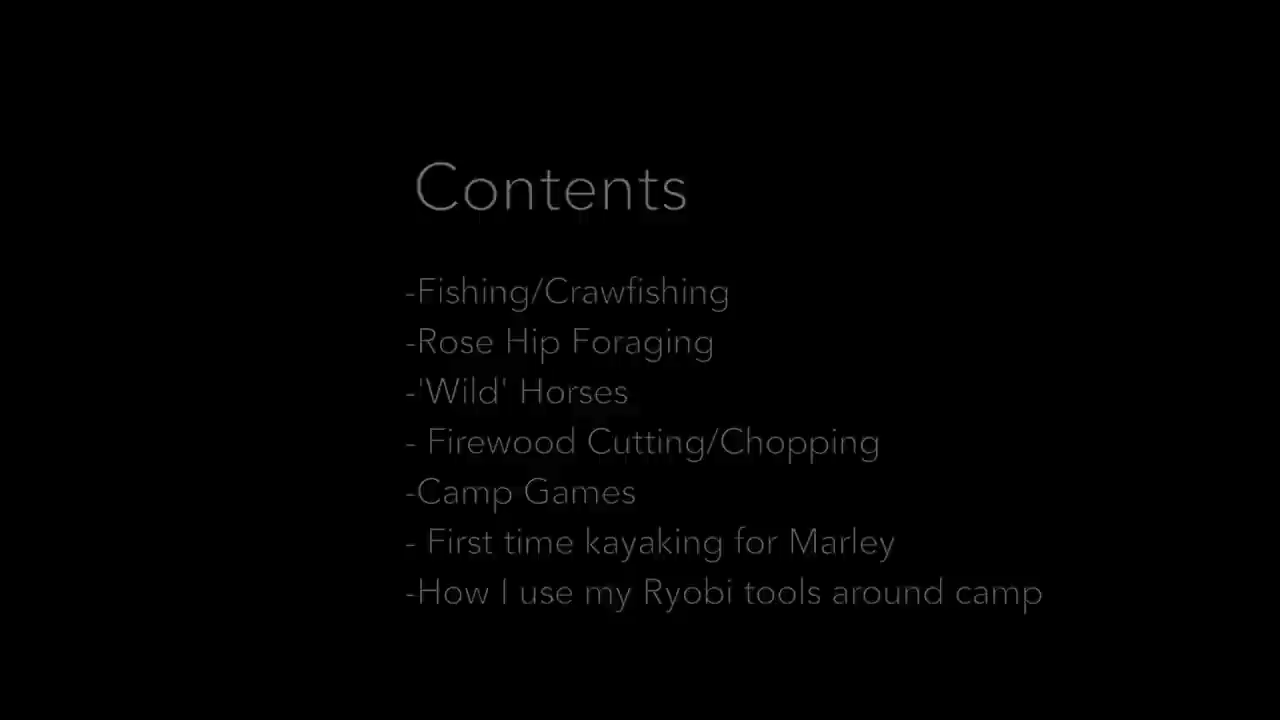 Contents
-Fishing/Crawfishing
-Rose Hip Foraging
-'Wild' Horses
- Firewood Cutting/Chopping
-Camp Games
- First time kayaking for Marley
-How I use my Ryobi tools around camp